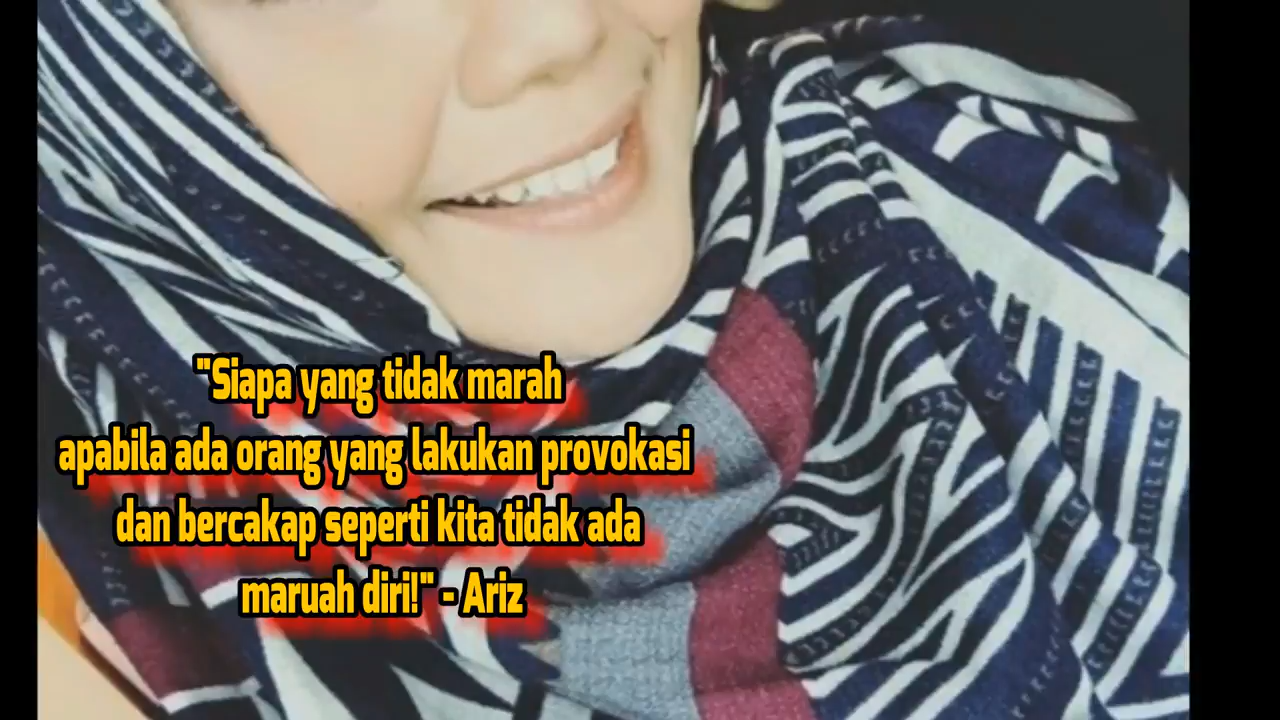 "Siapa yang tidak marah
apabila ada orang yang lakukan provokasi
dan bercakap seperti kita tidak ada
maruah diri!" - Ariz